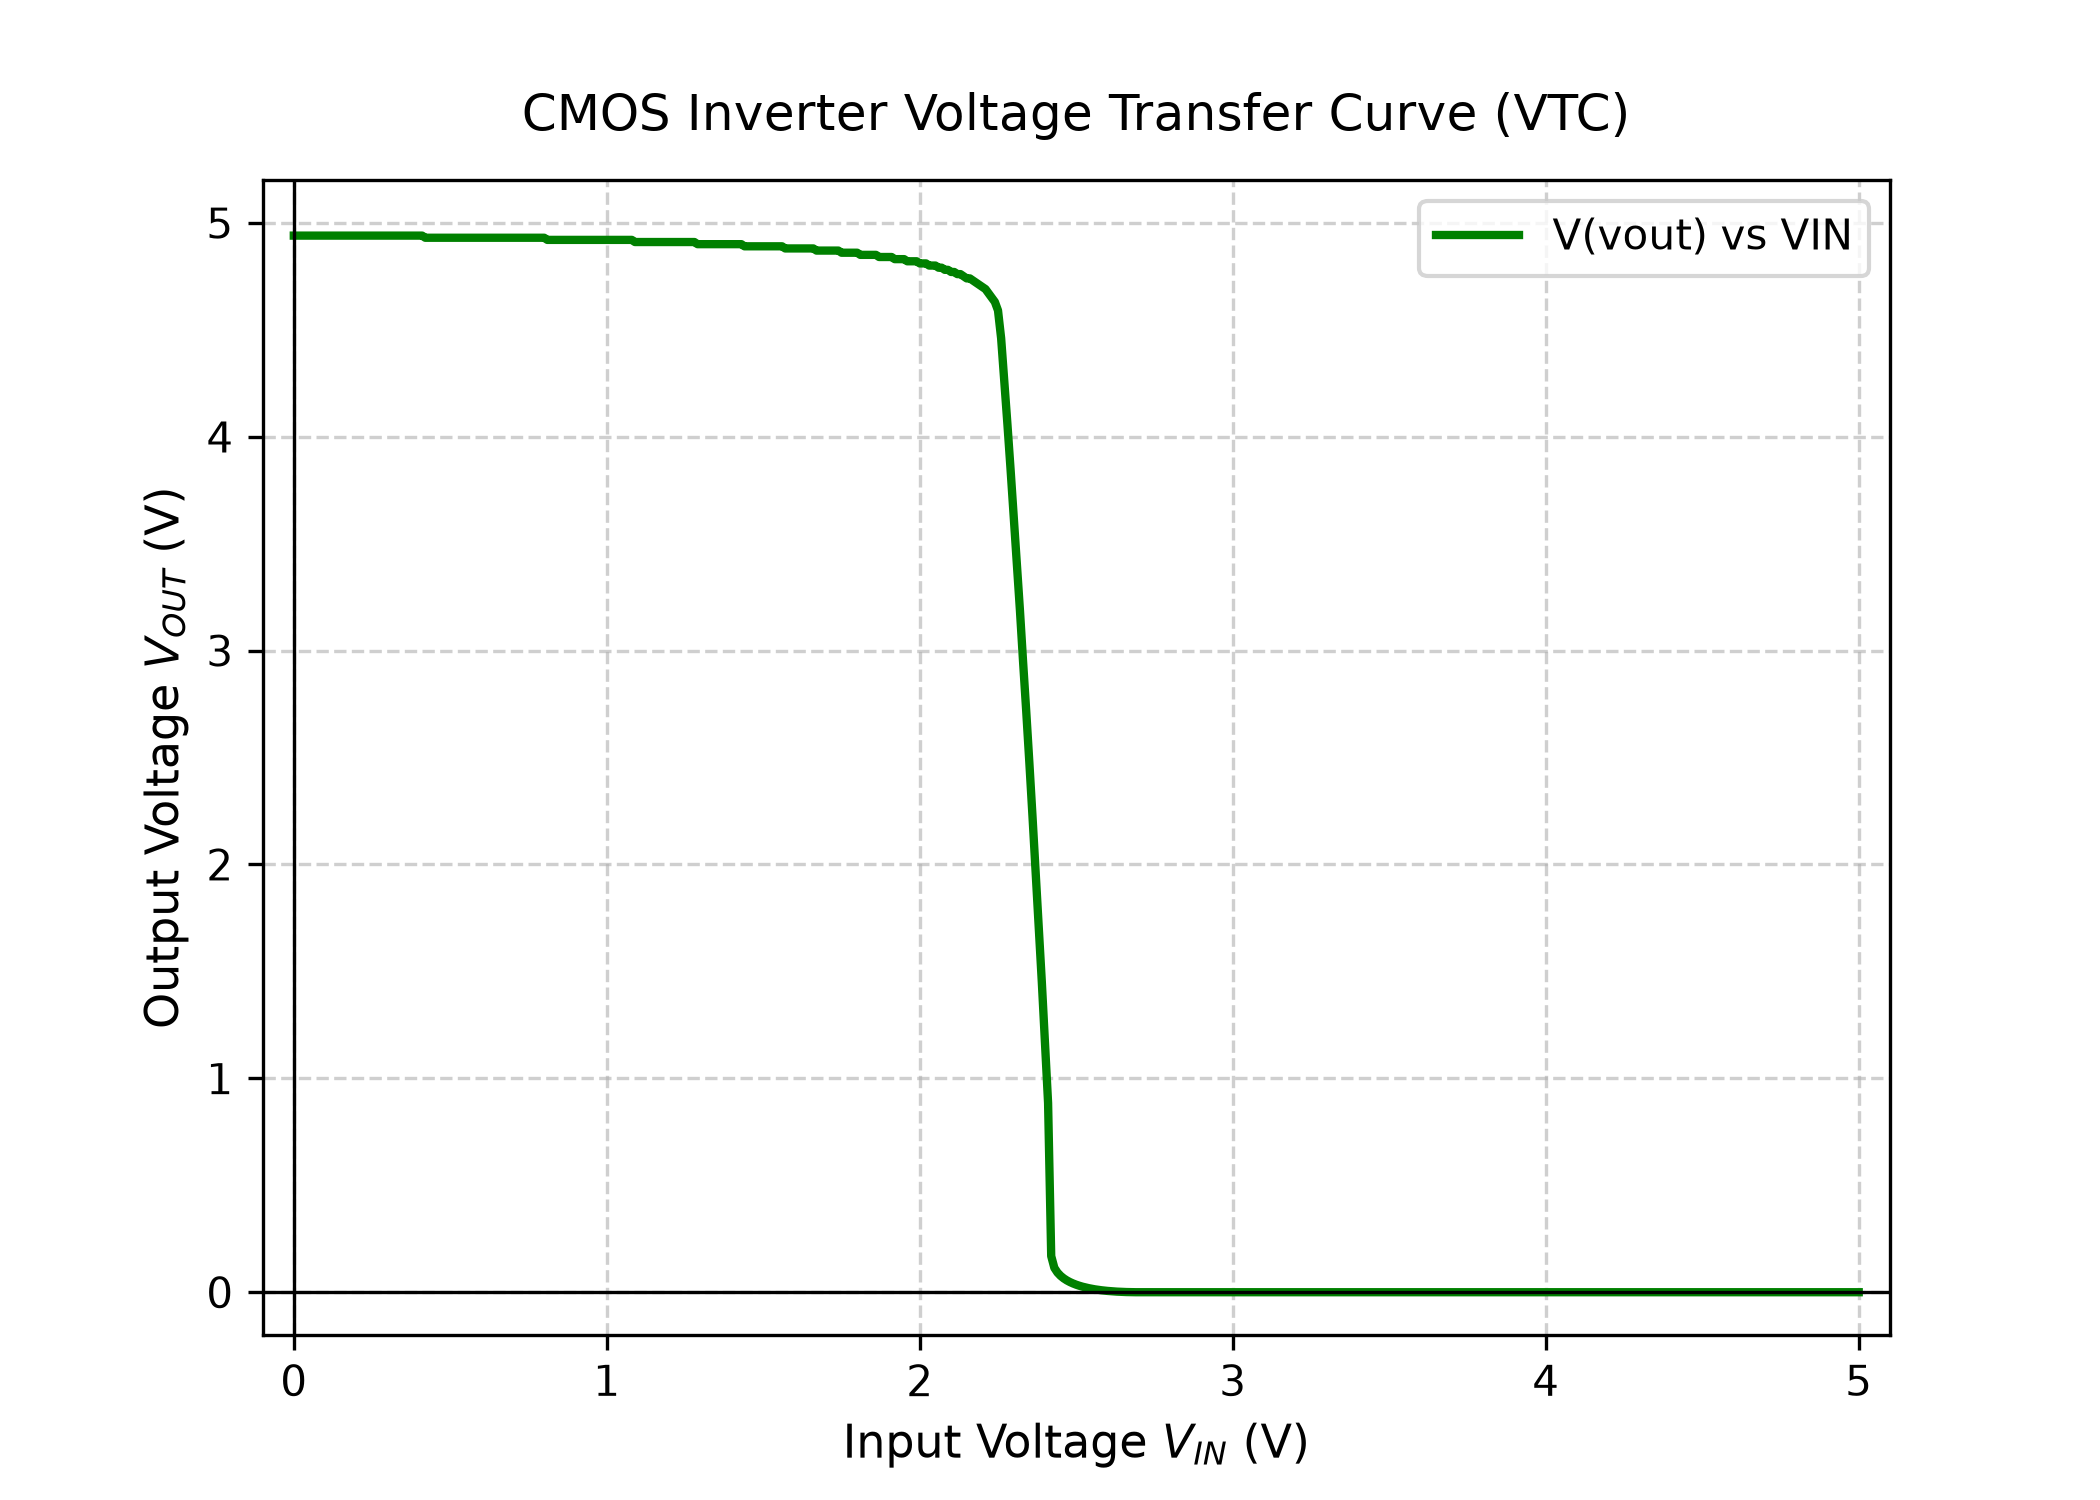 CMOS Inverter Voltage Transfer Curve (VTC)
V(vout) vs VIN
Output Voltage V_OUT (V)
5
4
3
2
1
0
0 1 2 3 4 5
Input Voltage V_IN (V)